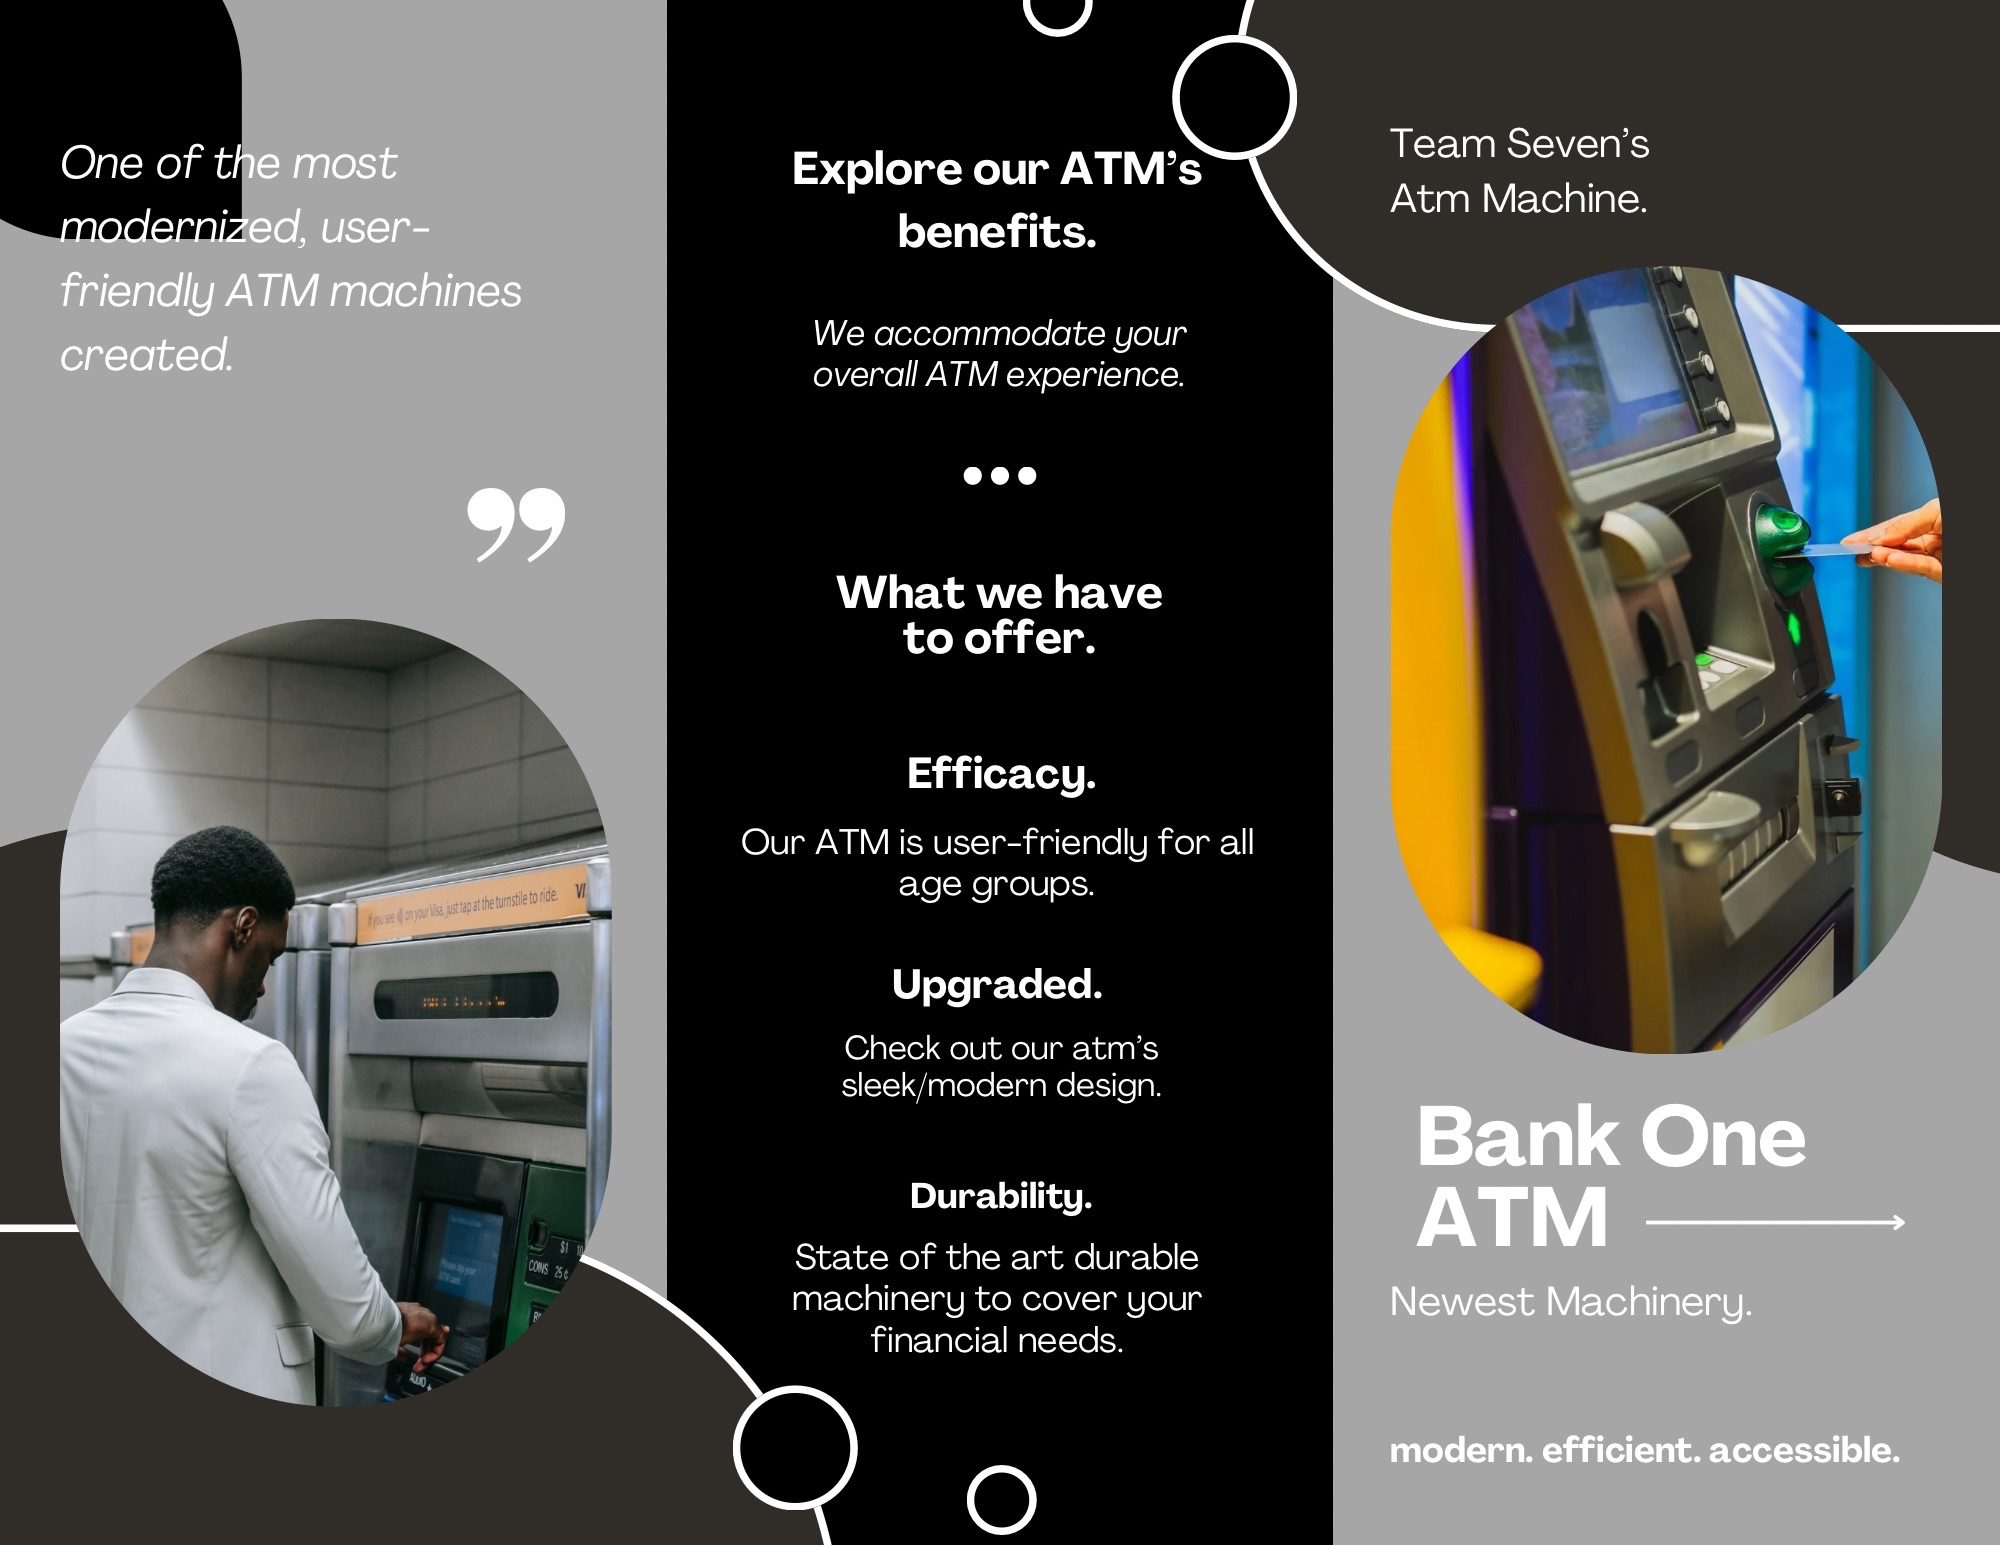 One of the most
modernized, user-
friendly ATM machines
created.
”
If you see on your Visa, just tap at the turnstile to ride.
COINS
$1
25¢
Explore our ATM’s
benefits.
We accommodate your
overall ATM experience.
•••
What we have
to offer.
Efficacy.
Our ATM is user-friendly for all
age groups.
Upgraded.
Check out our atm’s
sleek/modern design.
Durability.
State of the art durable
machinery to cover your
financial needs.
Team Seven’s
Atm Machine.
Bank One
ATM
Newest Machinery.
modern. efficient. accessible.